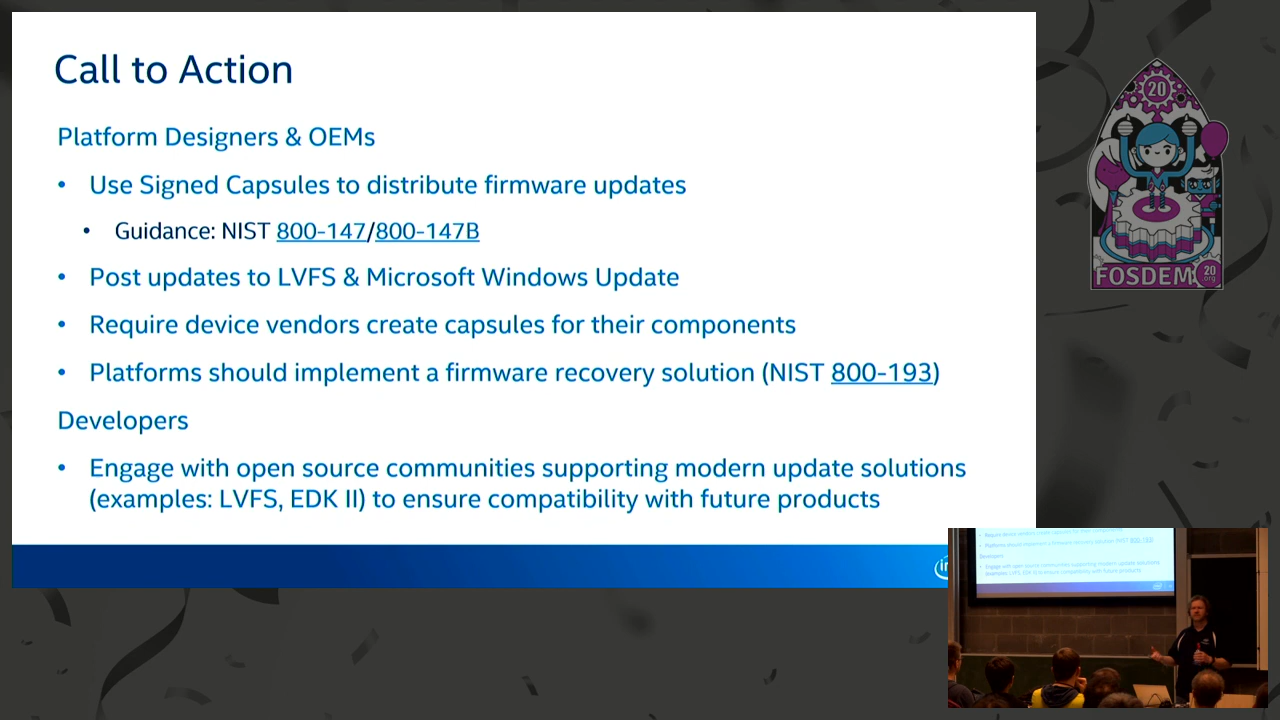 Call to Action
Platform Designers & OEMs
• Use Signed Capsules to distribute firmware updates
• Guidance: NIST 800-147/800-147B
• Post updates to LVFS & Microsoft Windows Update
• Require device vendors create capsules for their components
• Platforms should implement a firmware recovery solution (NIST 800-193)
Developers
• Engage with open source communities supporting modern update solutions
(examples: LVFS, EDK II) to ensure compatibility with future products
20
FOSDEM
20
.org